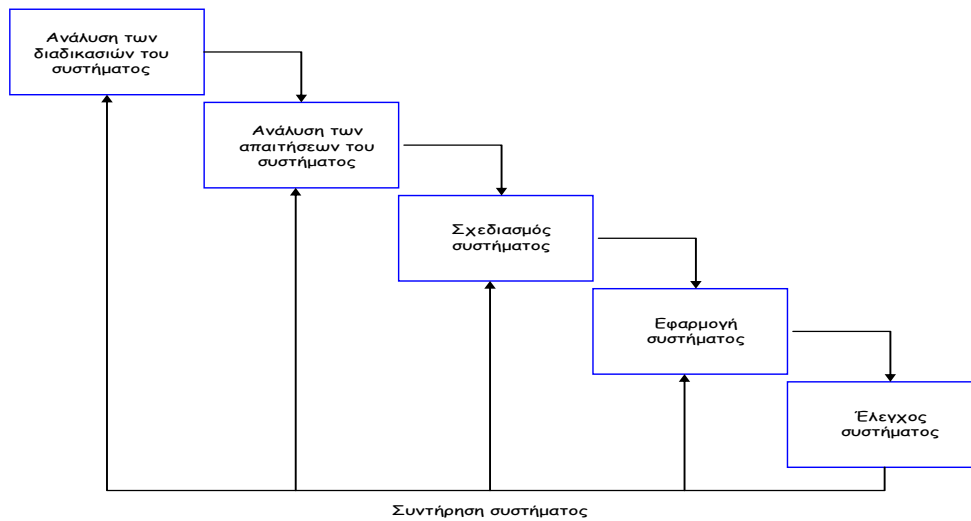 Ανάλυση των
διαδικασιών του
συστήματος
Ανάλυση των
απαιτήσεων του
συστήματος
Σχεδιασμός
συστήματος
Εφαρμογή
συστήματος
Έλεγχος
συστήματος
Συντήρηση συστήματος